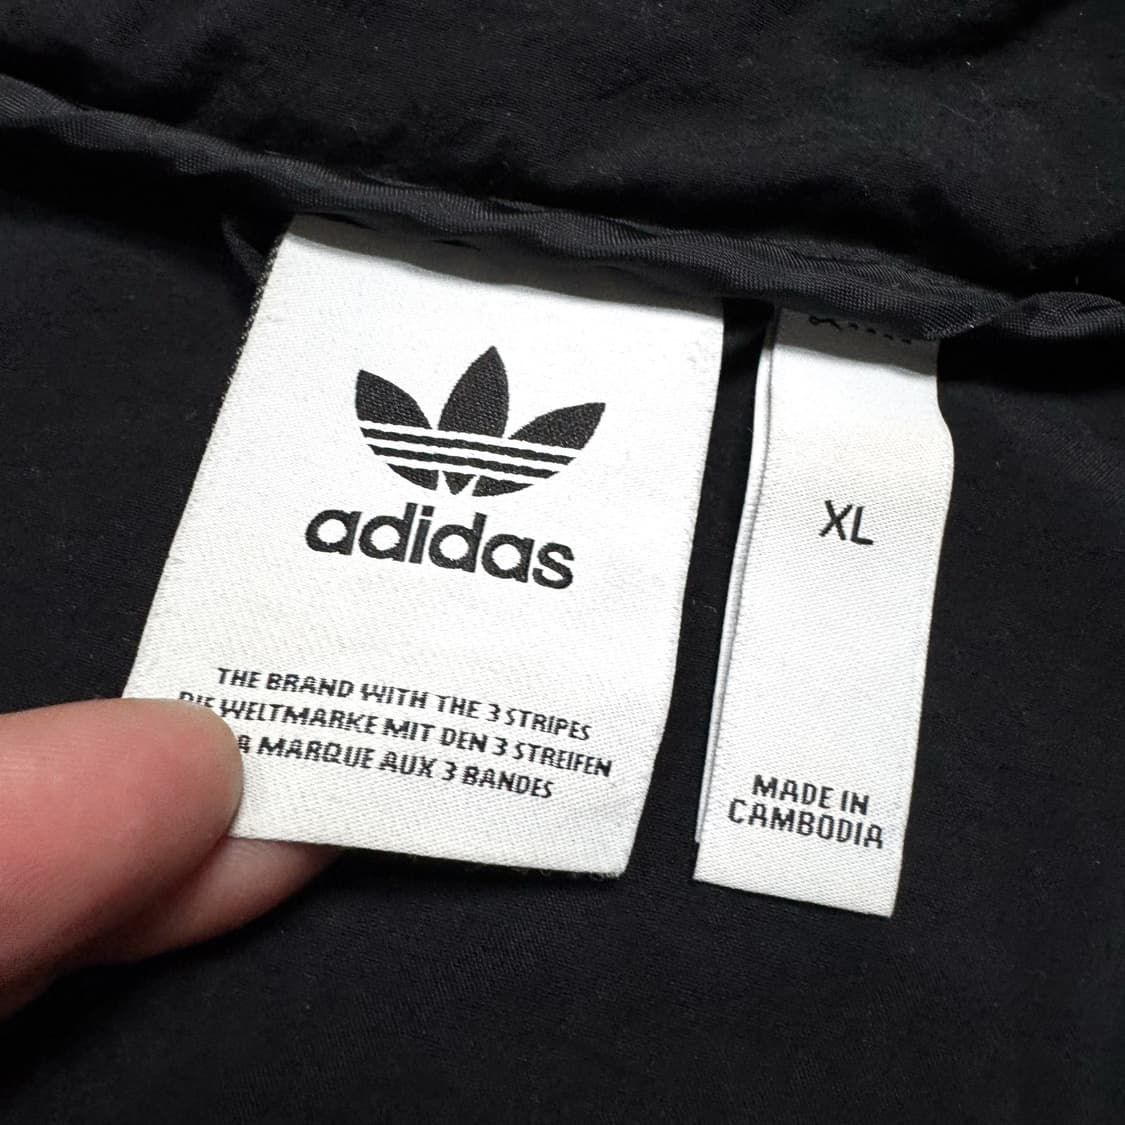 adidas
THE BRAND WITH THE 3 STRIPES
DIE WELTMARKE MIT DEN 3 STREIFEN
MARQUE AUX 3 BANDES
XL
MADE IN
CAMBODIA